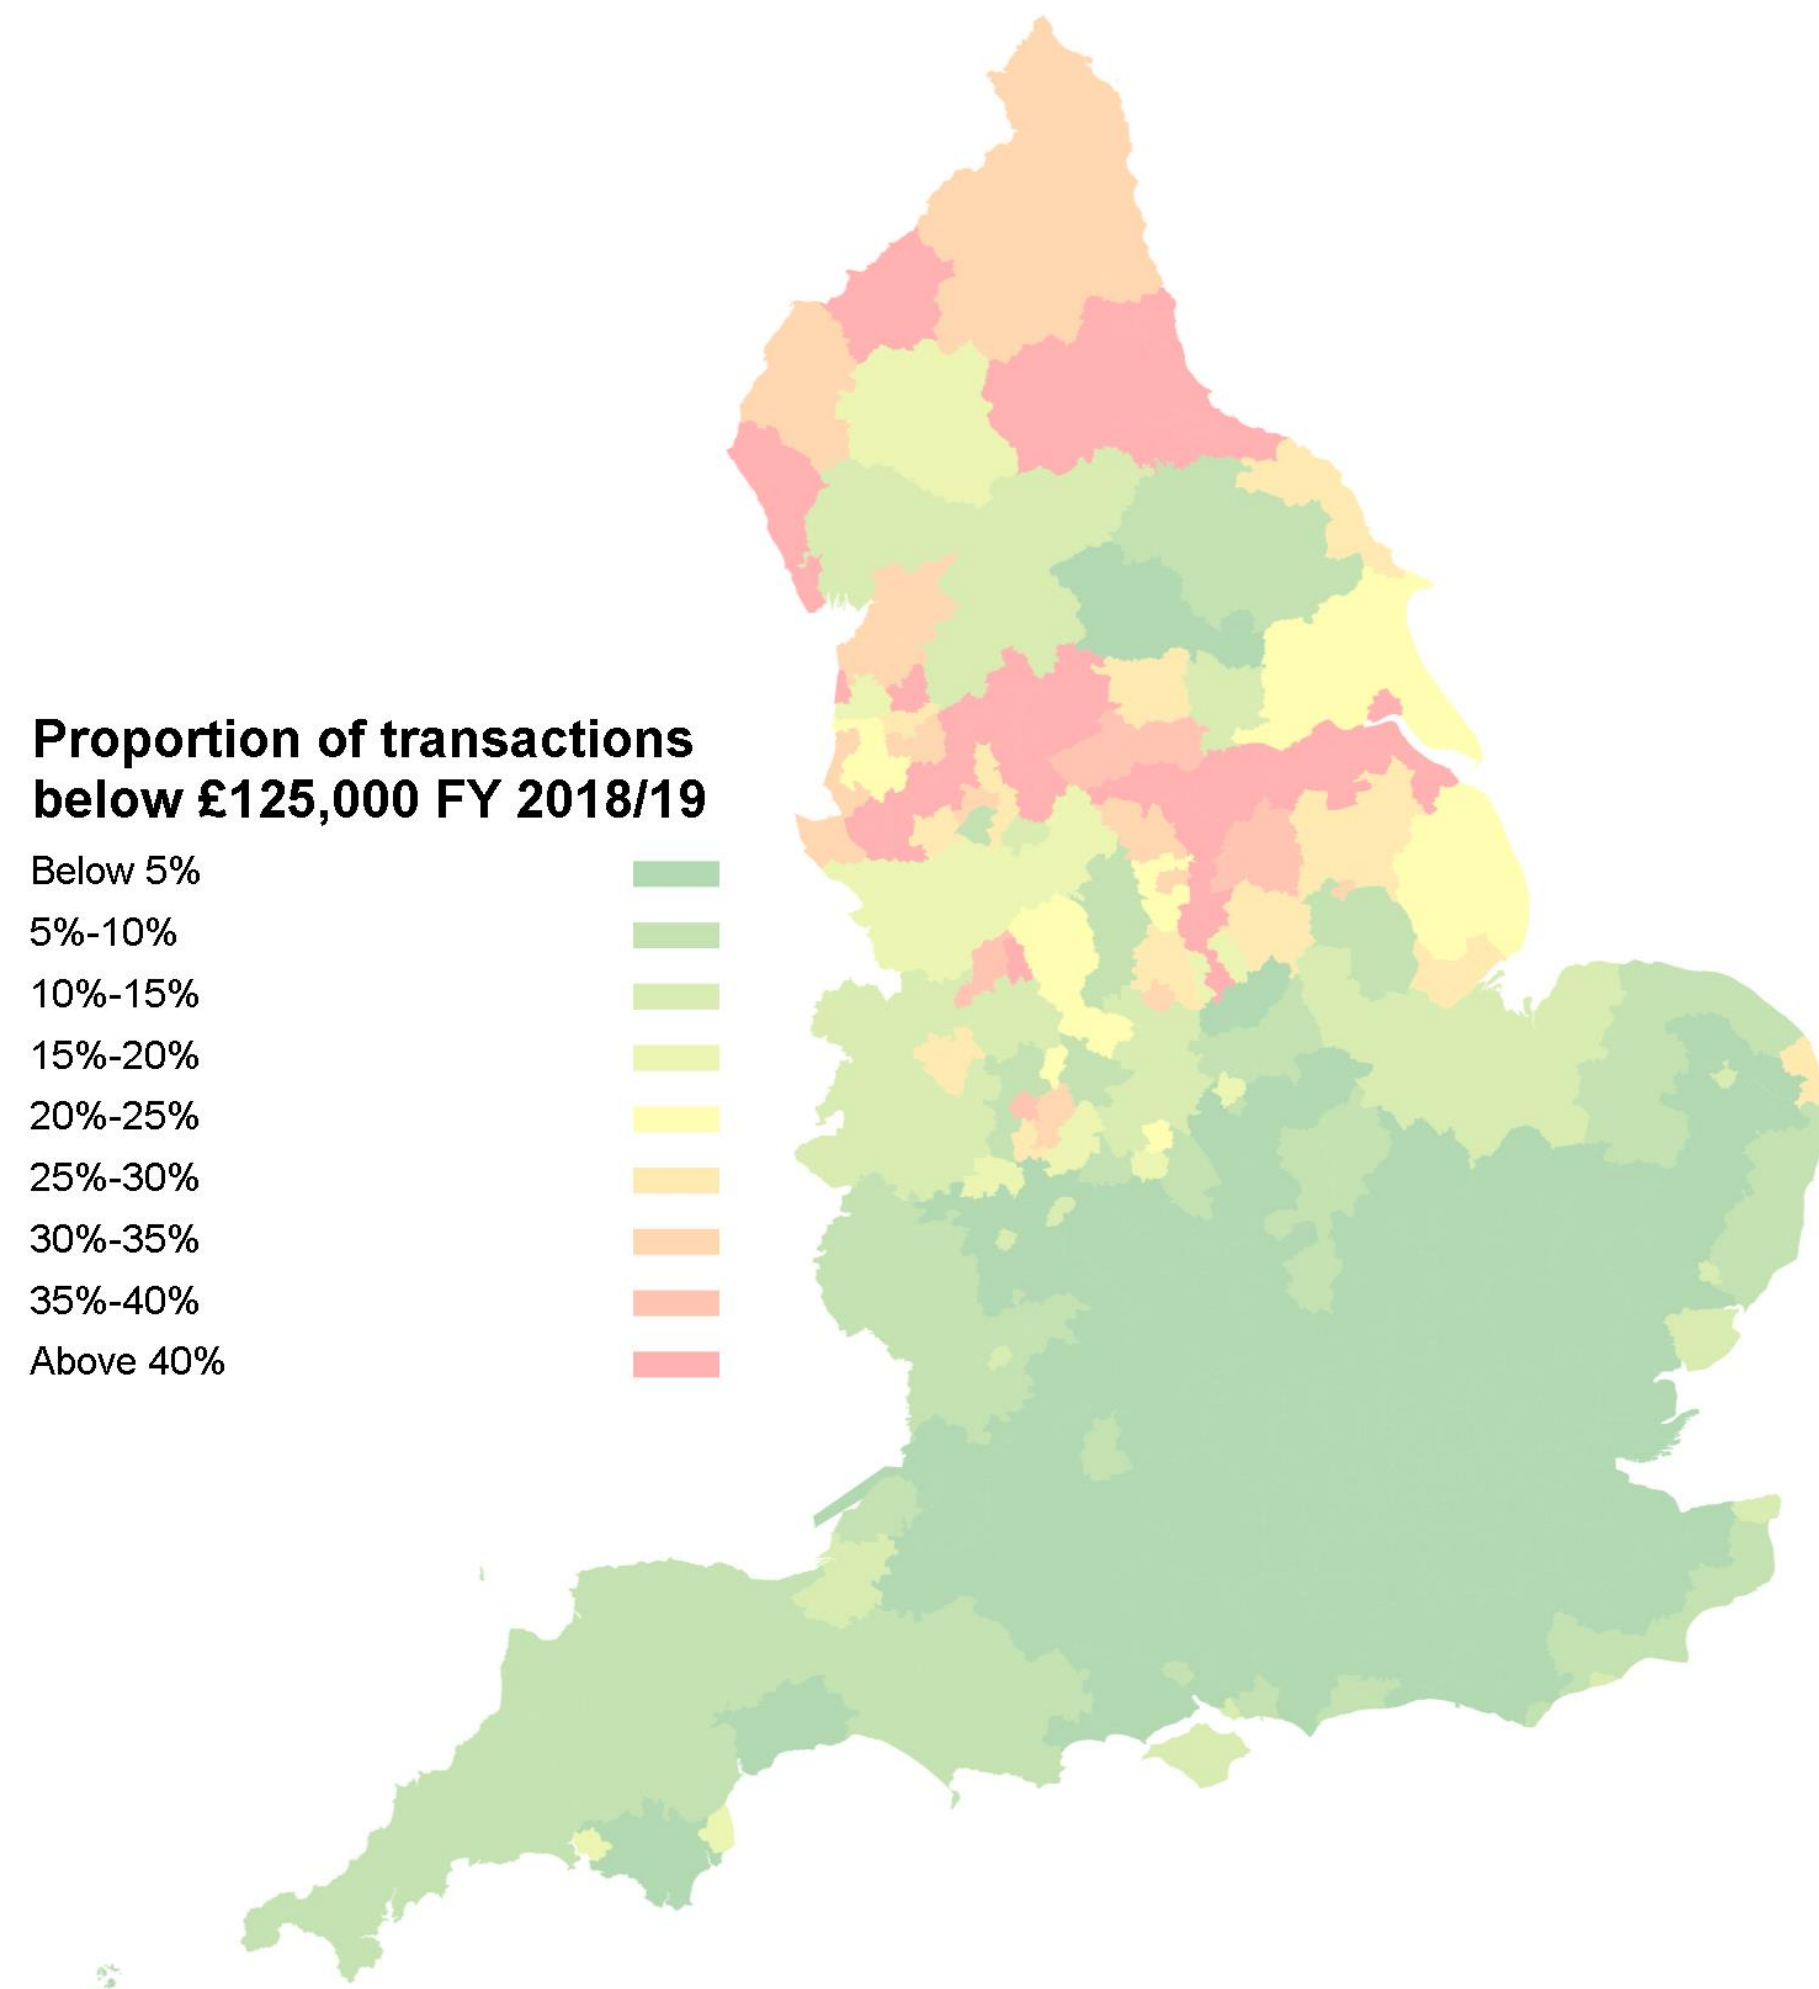 Proportion of transactions
below £125,000 FY 2018/19
Below 5%
5%-10%
10%-15%
15%-20%
20%-25%
25%-30%
30%-35%
35%-40%
Above 40%